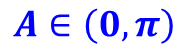 A ∈ (0, π)